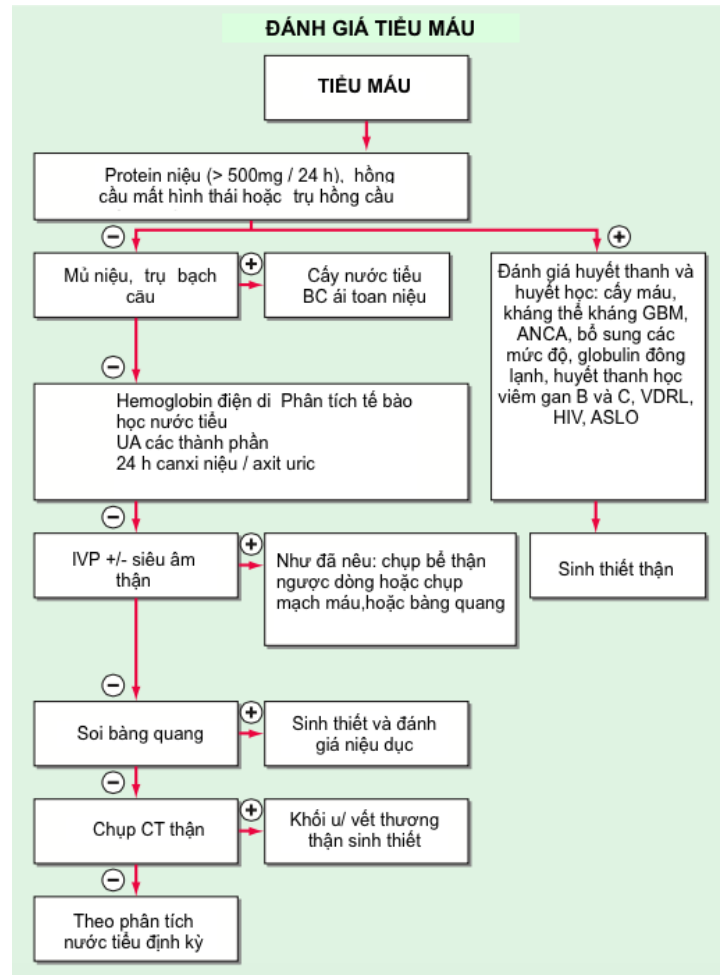 ĐÁNH GIÁ TIỂU MÁU
TIỂU MÁU
Protein niệu (> 500mg / 24 h), hồng
cầu mất hình thái hoặc trụ hồng cầu
Mủ niệu, trụ bạch
cầu
Cấy nước tiểu
BC ái toan niệu
Đánh giá huyết thanh và
huyết học: cấy máu,
kháng thể kháng GBM,
ANCA, bổ sung các
mức độ, globulin đông
lạnh, huyết thanh học
viêm gan B và C, VDRL,
HIV, ASLO
Hemoglobin điện di Phân tích tế bào
học nước tiểu
UA các thành phần
24 h canxi niệu / axit uric
IVP +/- siêu âm
thận
Như đã nêu: chụp bể thận
ngược dòng hoặc chụp
mạch máu,hoặc bàng quang
Sinh thiết thận
Soi bàng quang
Sinh thiết và đánh
giá niệu dục
Chụp CT thận
Khối u/ vết thương
thận sinh thiết
Theo phân tích
nước tiểu định kỳ